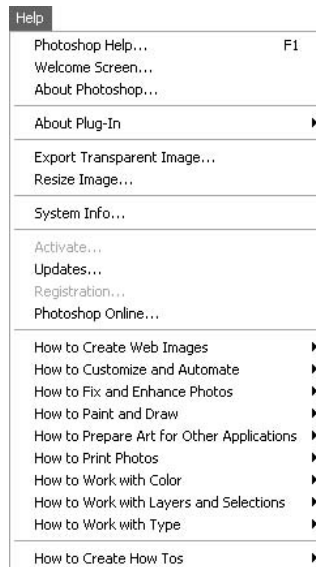 Help
Photoshop Help... F1
Welcome Screen...
About Photoshop...
About Plug-In
Export Transparent Image...
Resize Image...
System Info...
Activate...
Updates...
Registration...
Photoshop Online...
How to Create Web Images
How to Customize and Automate
How to Fix and Enhance Photos
How to Paint and Draw
How to Prepare Art for Other Applications
How to Print Photos
How to Work with Color
How to Work with Layers and Selections
How to Work with Type
How to Create How Tos